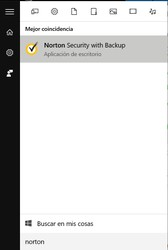 Mejor coincidencia
Norton Security with Backup
Aplicación de escritorio
Buscar en mis cosas
norton